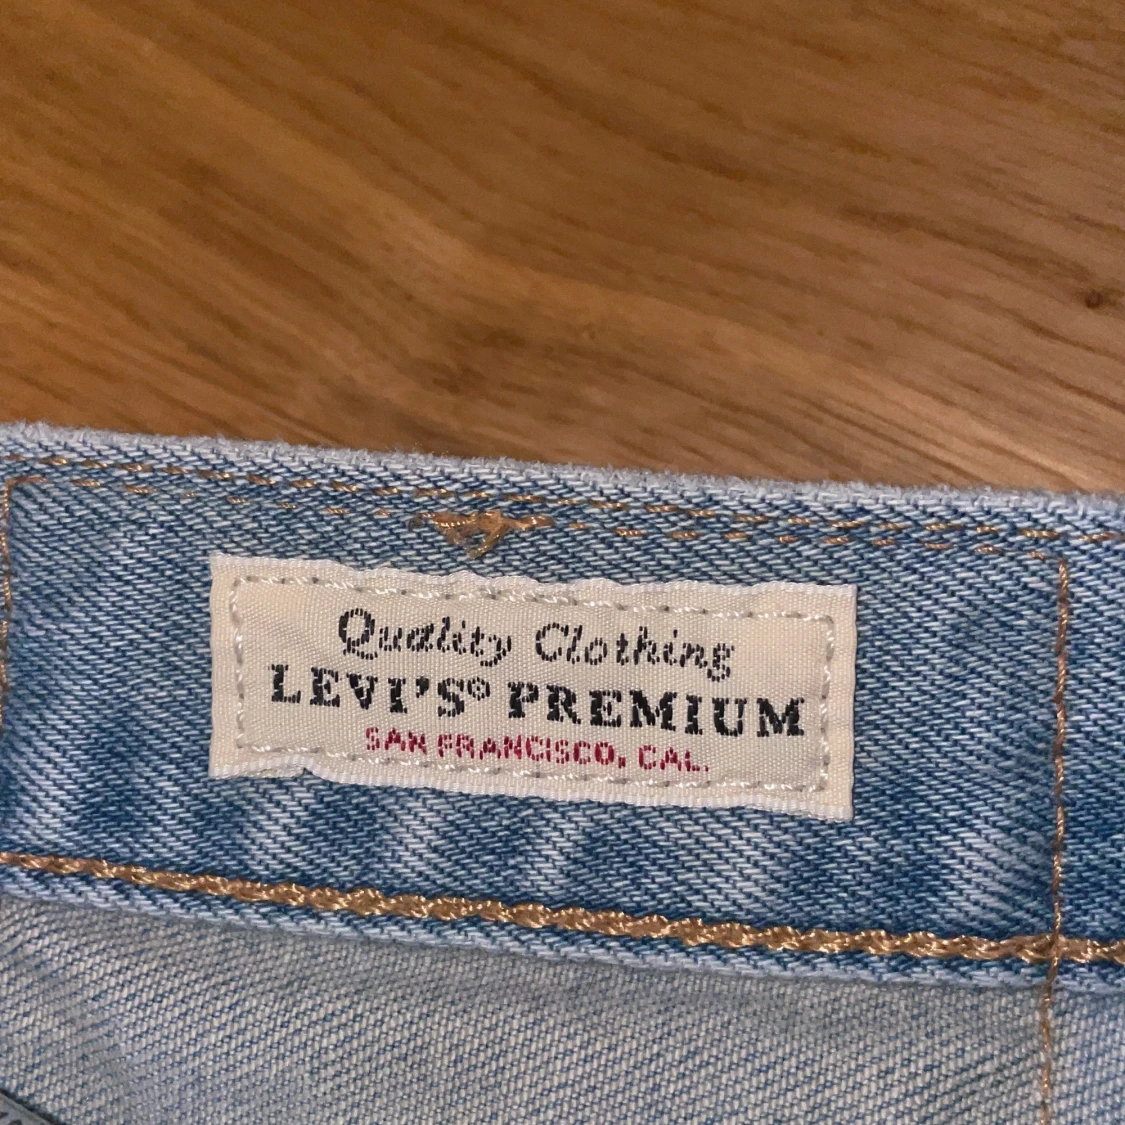 Quality Clothing
LEVI'S® PREMIUM
SAN FRANCISCO, CAL.